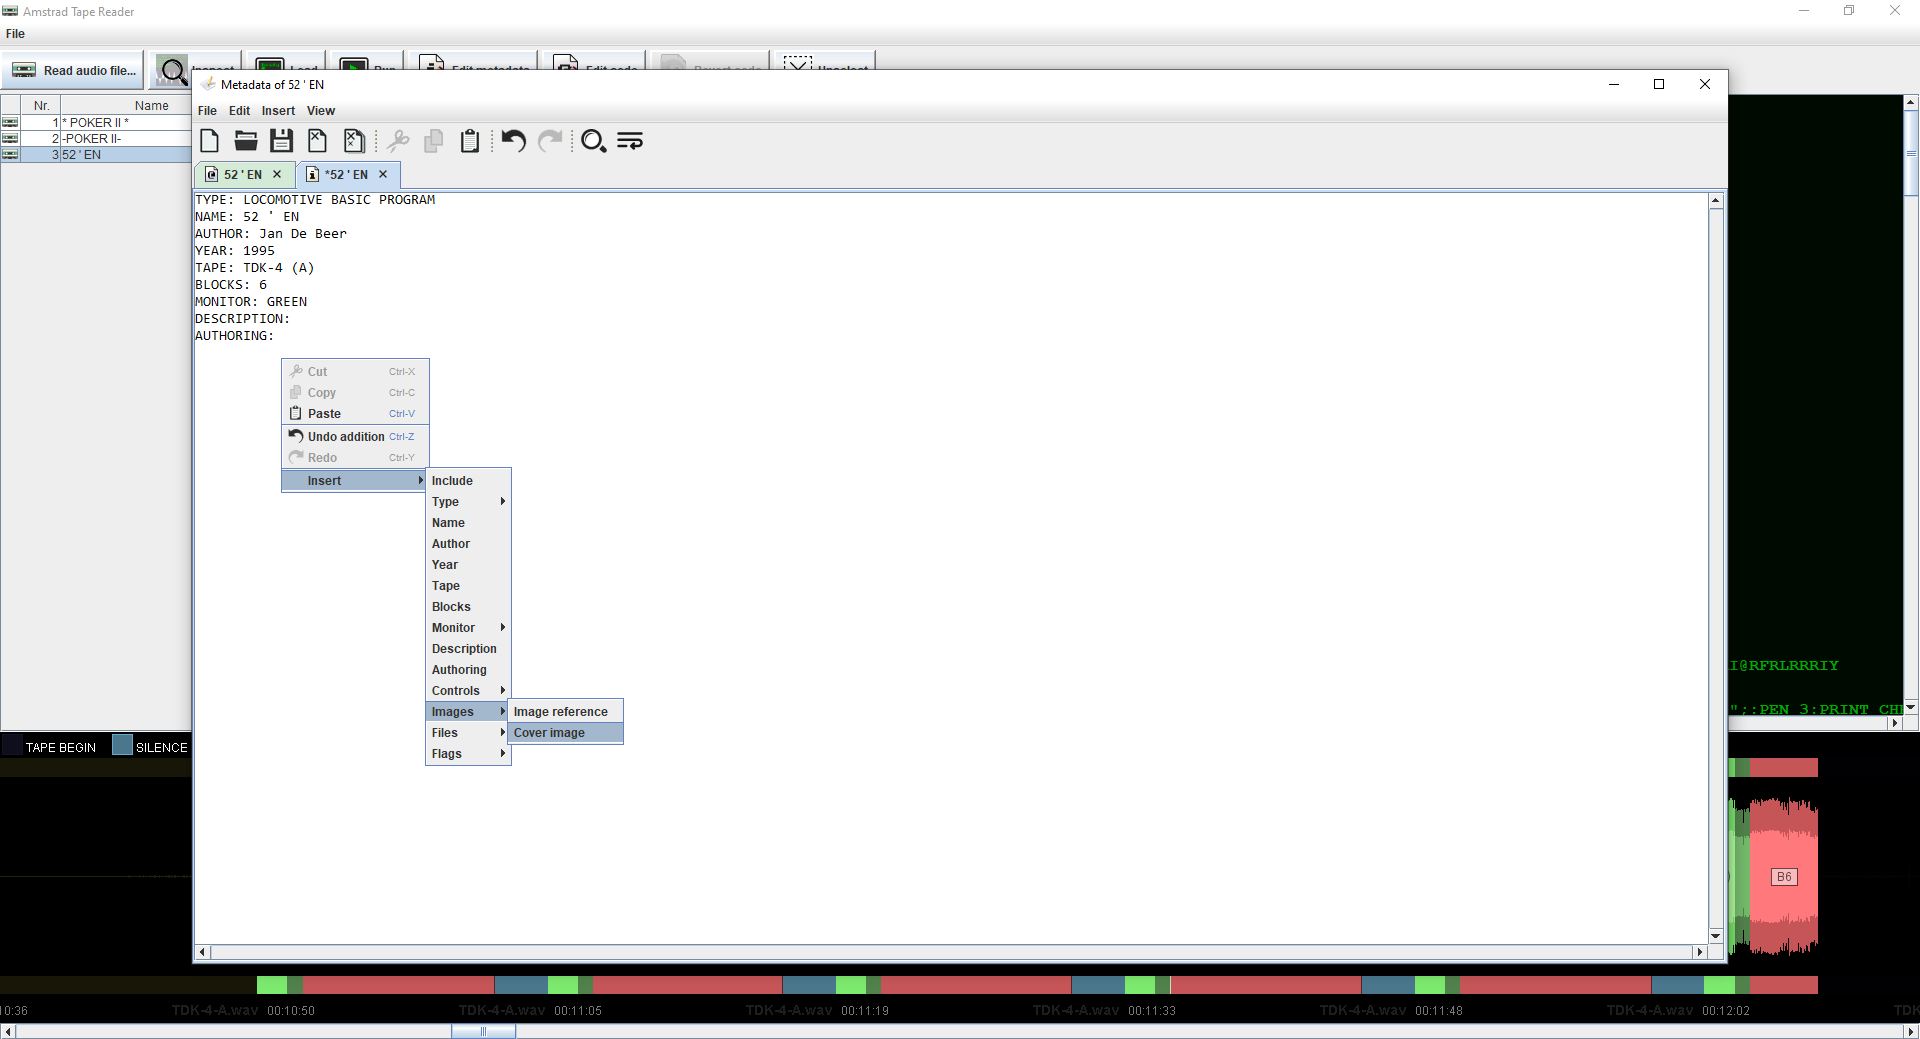 Amstrad Tape Reader
File
Read audio file...
Metadata of 52 ' EN
File Edit Insert View
Nr. Name
1 * POKER II *
2 -POKER II-
3 52 ' EN
52 ' EN
*52 ' EN
TYPE: LOCOMOTIVE BASIC PROGRAM
NAME: 52 ' EN
AUTHOR: Jan De Beer
YEAR: 1995
TAPE: TDK-4 (A)
BLOCKS: 6
MONITOR: GREEN
DESCRIPTION:
AUTHORING:
Cut Ctrl-X
Copy Ctrl-C
Paste Ctrl-V
Undo addition Ctrl-Z
Redo Ctrl-Y
Insert
Include
Type
Name
Author
Year
Tape
Blocks
Monitor
Description
Authoring
Controls
Images
Files
Flags
Image reference
Cover image
I@RFRLRRRIY
";:PEN 3:PRINT CH
TAPE BEGIN SILENCE
B6
0:36 TDK-4-A.wav 00:10:50 TDK-4-A.wav 00:11:05 TDK-4-A.wav 00:11:19 TDK-4-A.wav 00:11:33 TDK-4-A.wav 00:11:48 TDK-4-A.wav 00:12:02 TDK